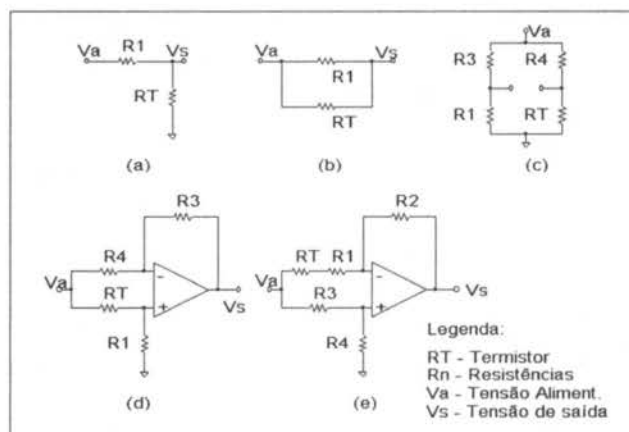 Va R1 Vs
RT
(a)
Va Vs
R1
RT
(b)
Va
R3 R4
R1 RT
(c)
R3
R4
Va
RT
-
+
Vs
R1
(d)
R2
RT R1
Va
R3
-
+
Vs
R4
(e)
Legenda:
RT - Termistor
Rn - Resistências
Va - Tensão Aliment.
Vs - Tensão de saída